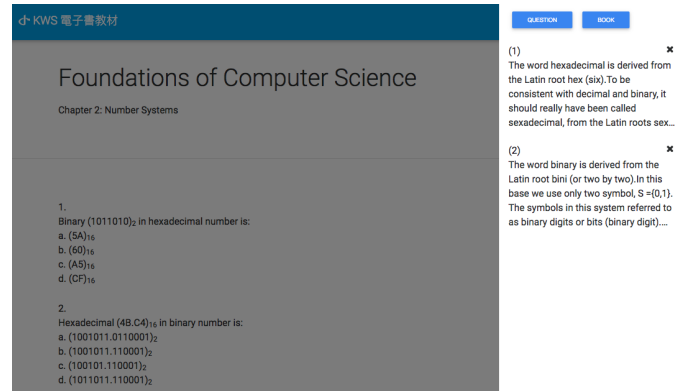 KWS 電子書教材
Foundations of Computer Science
Chapter 2: Number Systems
1.
Binary (1011010)₂ in hexadecimal number is:
a. (5A)₁₆
b. (60)₁₆
c. (A5)₁₆
d. (CF)₁₆
2.
Hexadecimal (4B.C4)₁₆ in binary number is:
a. (1001011.0110001)₂
b. (1001011.110001)₂
c. (100101.110001)₂
d. (1011011.110001)₂
QUESTION
BOOK
(1)
The word hexadecimal is derived from
the Latin root hex (six).To be
consistent with decimal and binary, it
should really have been called
sexadecimal, from the Latin roots sex...
(2)
The word binary is derived from the
Latin root bini (or two by two).In this
base we use only two symbol, S ={0,1}.
The symbols in this system referred to
as binary digits or bits (binary digit)....